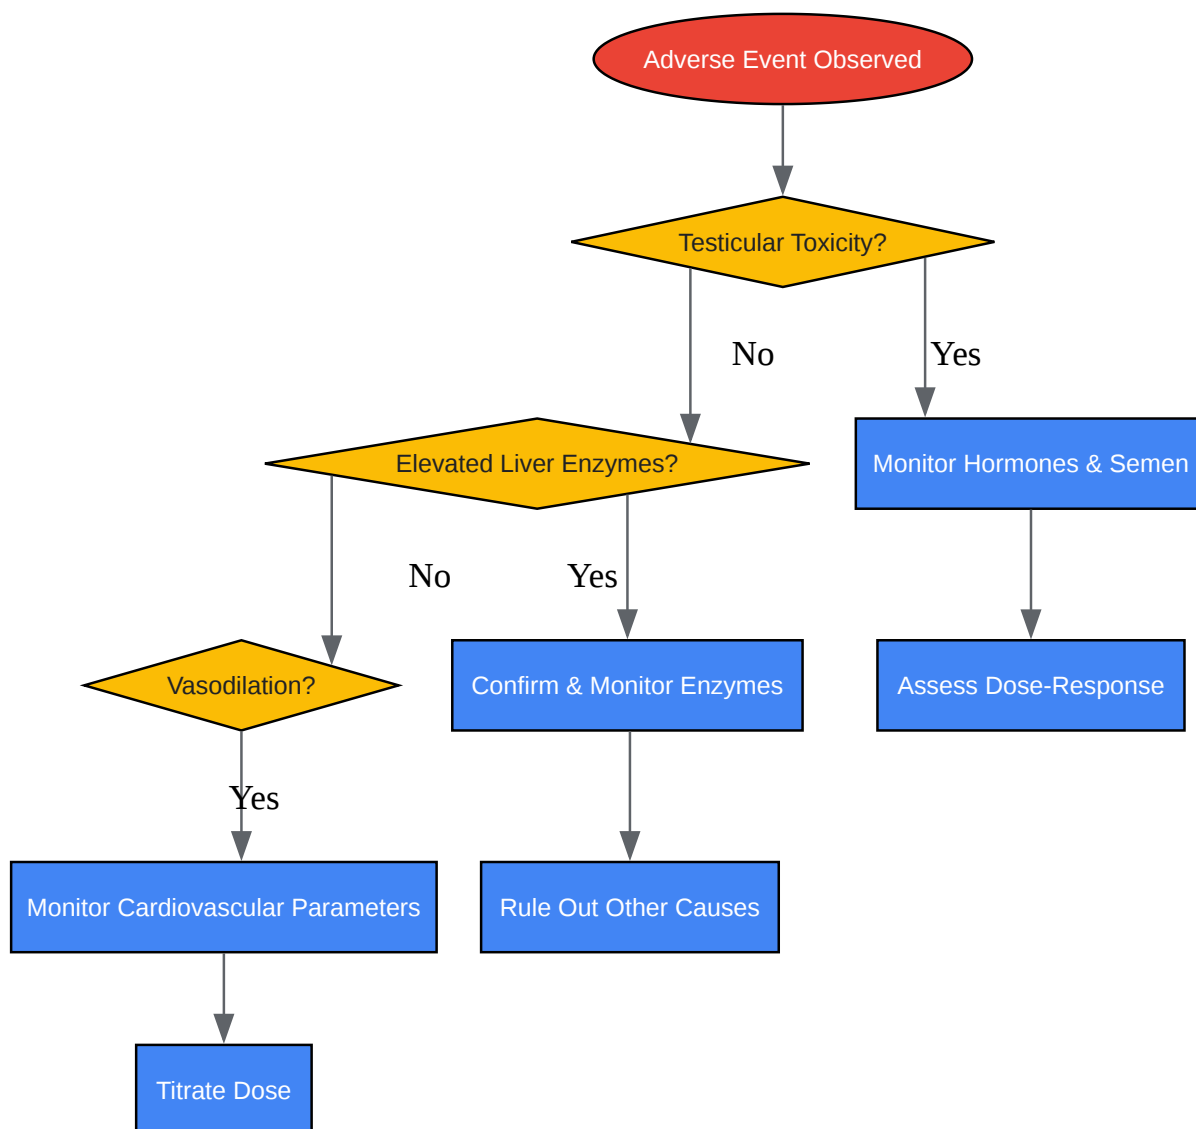 Adverse Event Observed
Testicular Toxicity?
No
Yes
Elevated Liver Enzymes?
Monitor Hormones & Semen
No
Yes
Vasodilation?
Confirm & Monitor Enzymes
Assess Dose-Response
Yes
Monitor Cardiovascular Parameters
Rule Out Other Causes
Titrate Dose